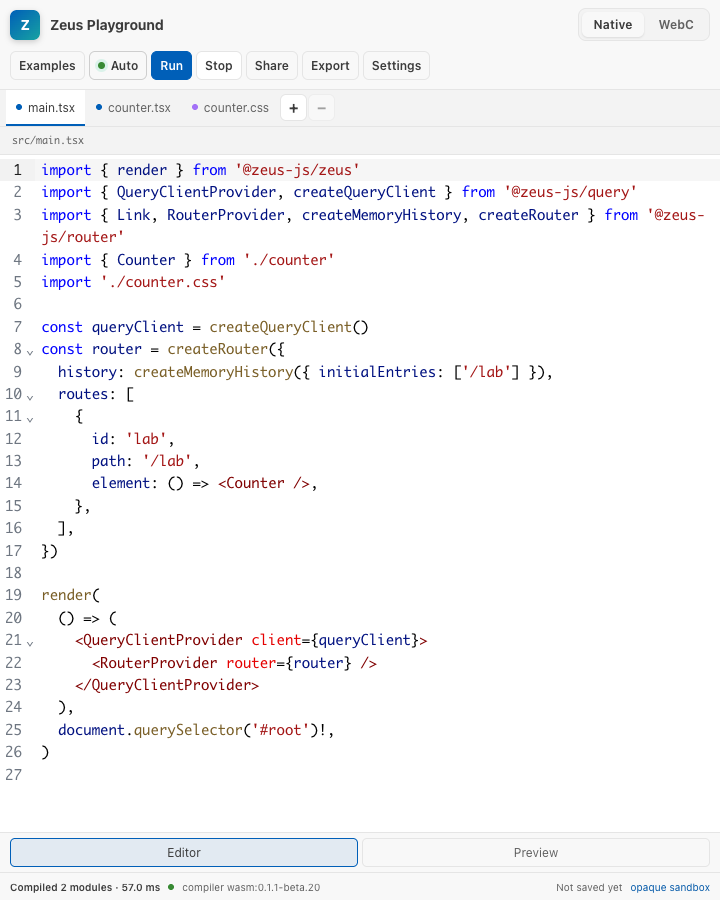 Z Zeus Playground Native WebC
Examples Auto Run Stop Share Export Settings
main.tsx counter.tsx counter.css + −
src/main.tsx
1 import { render } from '@zeus-js/zeus'
2 import { QueryClientProvider, createQueryClient } from '@zeus-js/query'
3 import { Link, RouterProvider, createMemoryHistory, createRouter } from '@zeus-
js/router'
4 import { Counter } from './counter'
5 import './counter.css'
6
7 const queryClient = createQueryClient()
8 const router = createRouter({
9   history: createMemoryHistory({ initialEntries: ['/lab'] }),
10   routes: [
11     {
12       id: 'lab',
13       path: '/lab',
14       element: () => <Counter />,
15     },
16   ],
17 })
18
19 render(
20   () => (
21     <QueryClientProvider client={queryClient}>
22       <RouterProvider router={router} />
23     </QueryClientProvider>
24   ),
25   document.querySelector('#root')!,
26 )
27
Editor Preview
Compiled 2 modules · 57.0 ms compiler wasm:0.1.1-beta.20 Not saved yet opaque sandbox